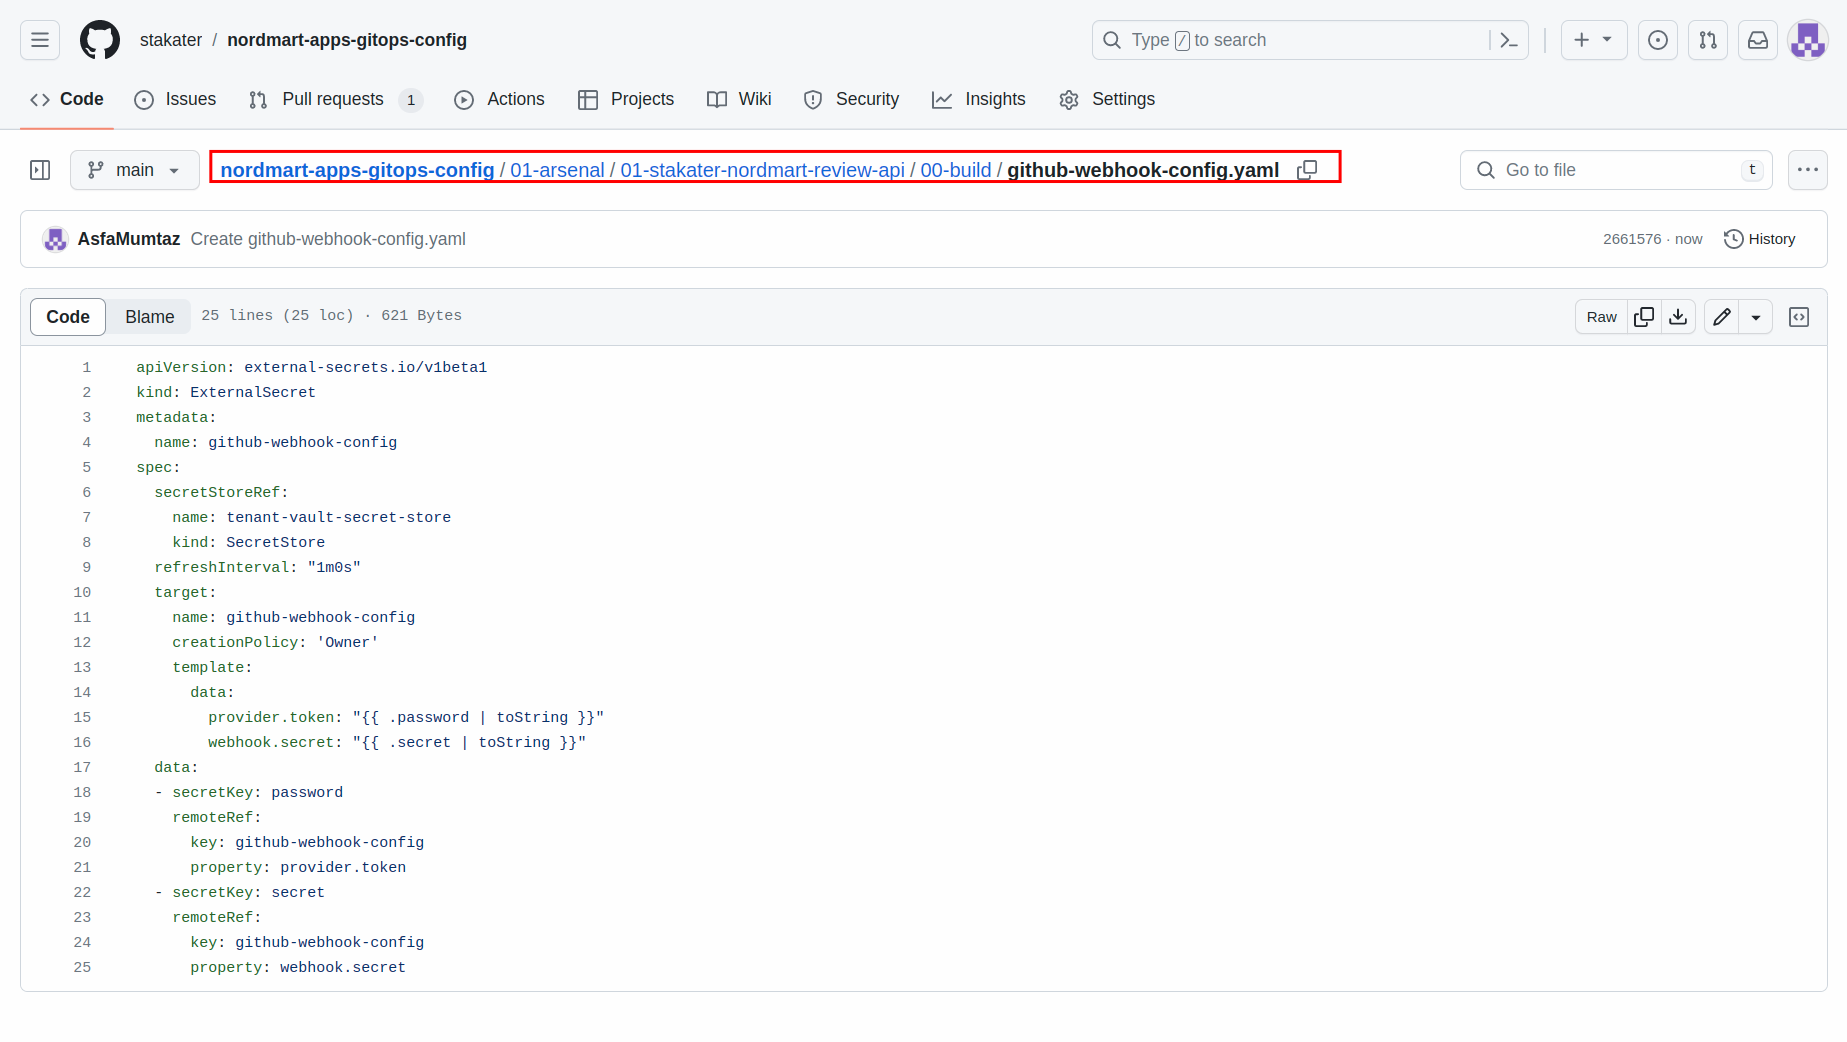 stakater / nordmart-apps-gitops-config
Type / to search
Code Issues Pull requests 1 Actions Projects Wiki Security Insights Settings
main nordmart-apps-gitops-config / 01-arsenal / 01-stakater-nordmart-review-api / 00-build / github-webhook-config.yaml Go to file t
AsfaMumtaz Create github-webhook-config.yaml 2661576 · now History
Code Blame 25 lines (25 loc) · 621 Bytes Raw
1 apiVersion: external-secrets.io/v1beta1
2 kind: ExternalSecret
3 metadata:
4   name: github-webhook-config
5 spec:
6   secretStoreRef:
7     name: tenant-vault-secret-store
8     kind: SecretStore
9   refreshInterval: "1m0s"
10   target:
11     name: github-webhook-config
12     creationPolicy: 'Owner'
13     template:
14       data:
15         provider.token: "{{ .password | toString }}"
16         webhook.secret: "{{ .secret | toString }}"
17   data:
18   - secretKey: password
19     remoteRef:
20       key: github-webhook-config
21       property: provider.token
22   - secretKey: secret
23     remoteRef:
24       key: github-webhook-config
25       property: webhook.secret